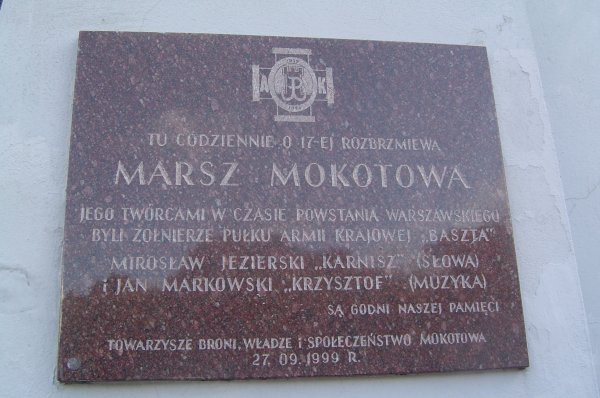 A K
TU CODZIENNIE O 17-EJ ROZBRZMIEWA
MARSZ MOKOTOWA
JEGO TWÓRCAMI W CZASIE POWSTANIA WARSZAWSKIEGO
BYLI ŻOŁNIERZE PUŁKU ARMII KRAJOWEJ „BASZTA”
MIROSŁAW JEZIERSKI „KARNISZ” (SŁOWA)
i JAN MARKOWSKI „KRZYSZTOF” (MUZYKA)
SĄ GODNI NASZEJ PAMIĘCI
TOWARZYSZE BRONI, WŁADZE I SPOŁECZEŃSTWO MOKOTOWA
27. 09. 1999 R.